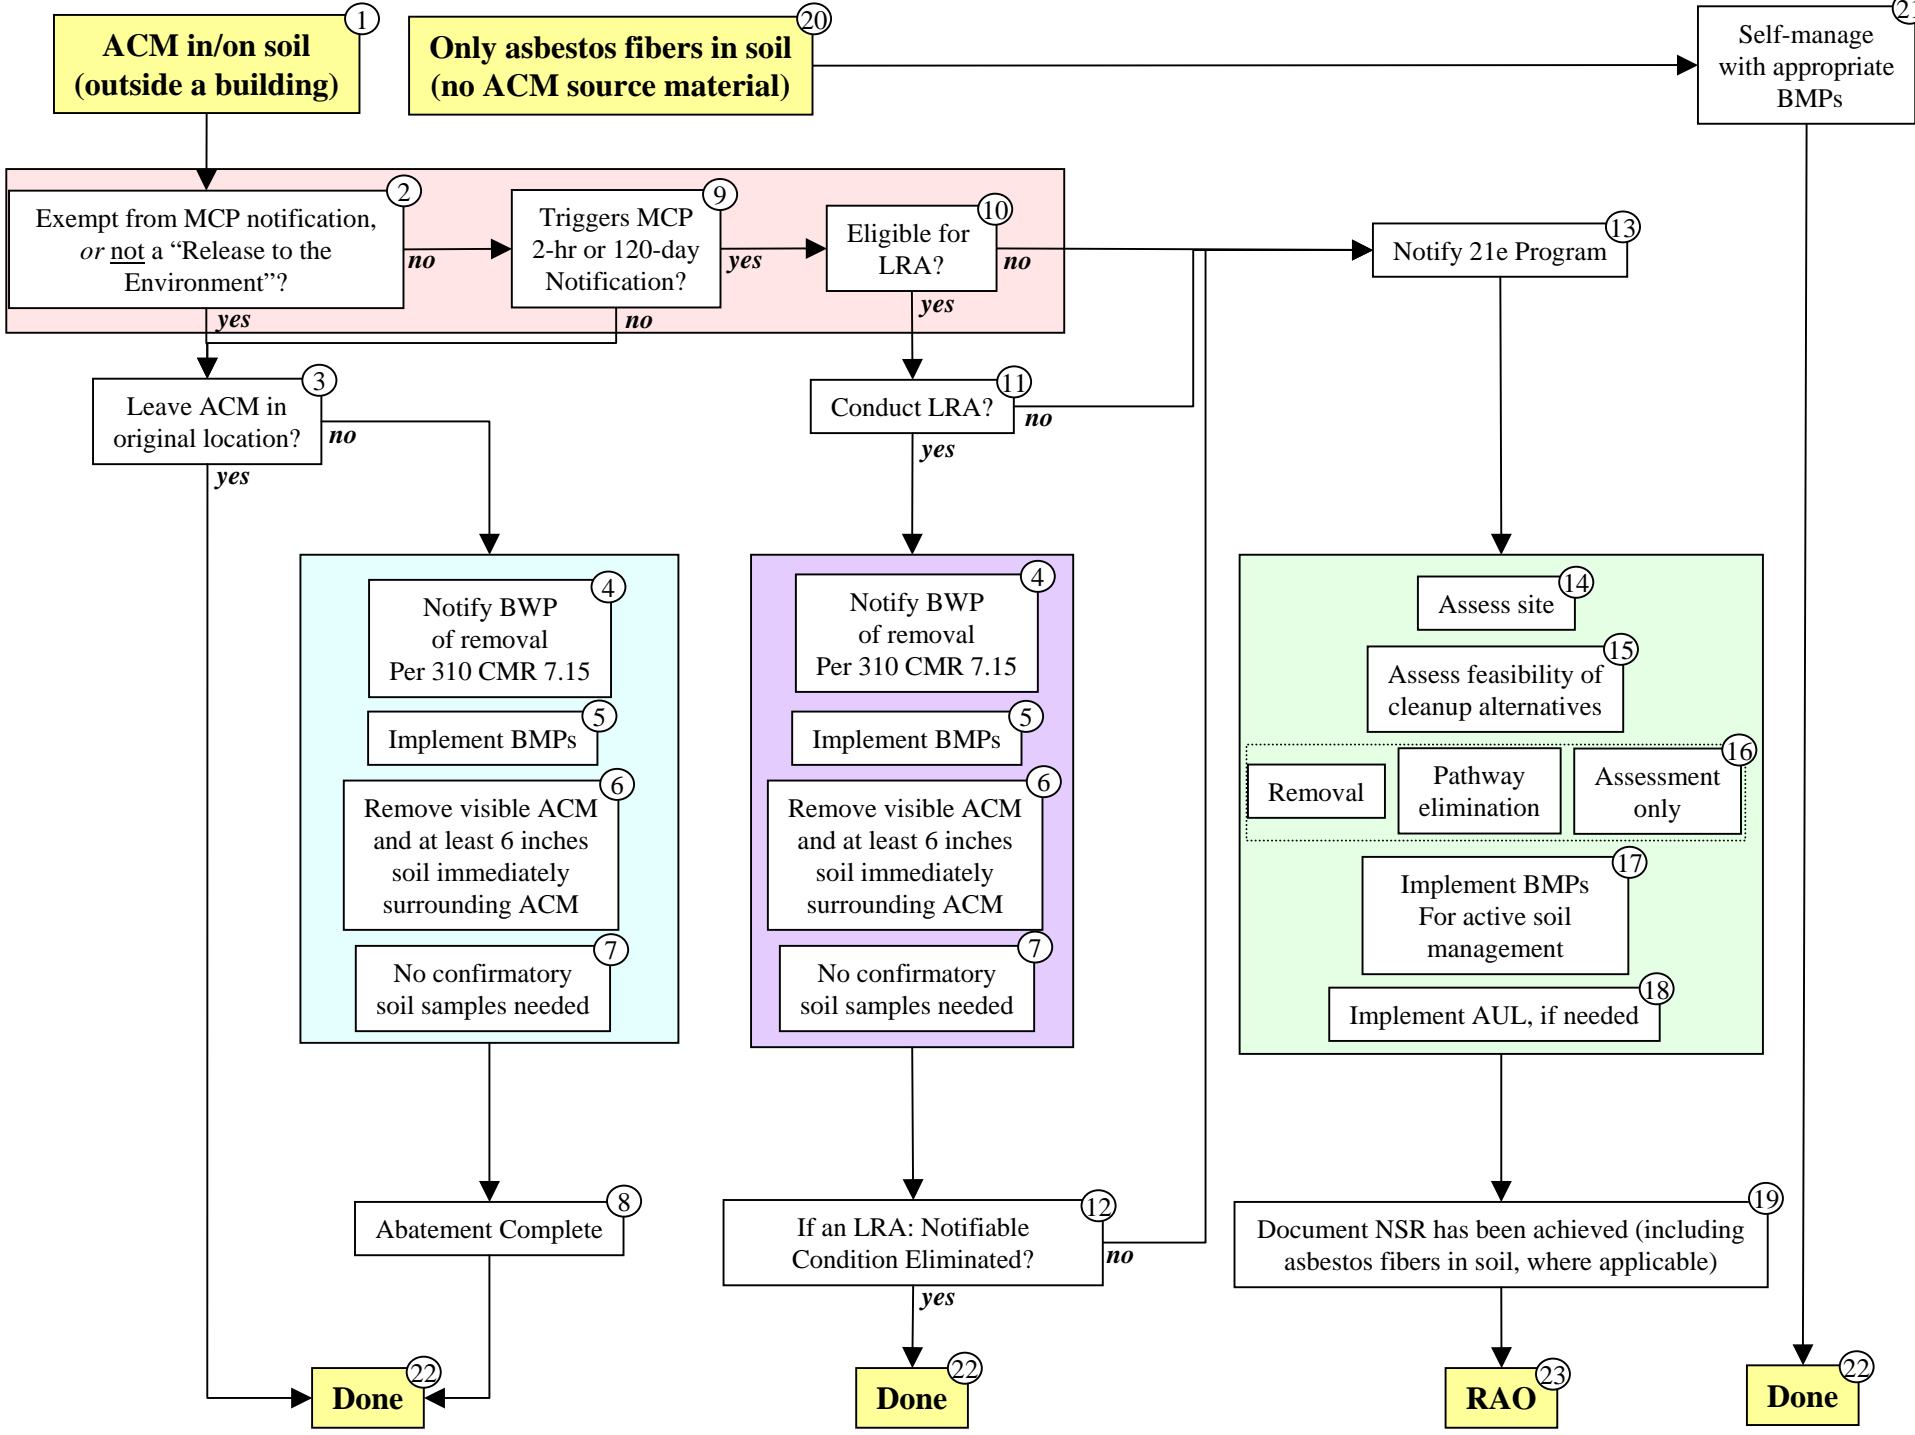 1
ACM in/on soil
(outside a building)
20
Only asbestos fibers in soil
(no ACM source material)
21
Self-manage
with appropriate
BMPs
2
Exempt from MCP notification,
or not a “Release to the
Environment”?
no
yes
9
Triggers MCP
2-hr or 120-day
Notification?
yes
no
10
Eligible for
LRA?
no
yes
13
Notify 21e Program
3
Leave ACM in
original location?
no
yes
11
Conduct LRA?
no
yes
4
Notify BWP
of removal
Per 310 CMR 7.15
5
Implement BMPs
6
Remove visible ACM
and at least 6 inches
soil immediately
surrounding ACM
7
No confirmatory
soil samples needed
4
Notify BWP
of removal
Per 310 CMR 7.15
5
Implement BMPs
6
Remove visible ACM
and at least 6 inches
soil immediately
surrounding ACM
7
No confirmatory
soil samples needed
14
Assess site
15
Assess feasibility of
cleanup alternatives
16
Removal
Pathway
elimination
Assessment
only
17
Implement BMPs
For active soil
management
18
Implement AUL, if needed
8
Abatement Complete
12
If an LRA: Notifiable
Condition Eliminated?
no
yes
19
Document NSR has been achieved (including
asbestos fibers in soil, where applicable)
22
Done
22
Done
23
RAO
22
Done